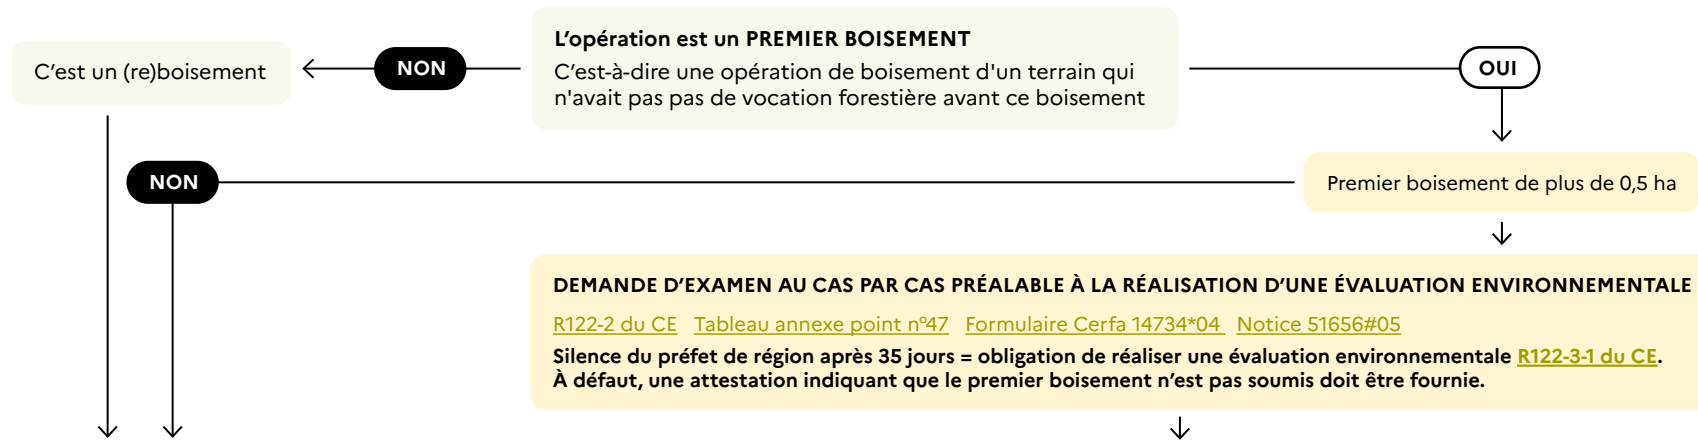 L'opération est un PREMIER BOISEMENT
C'est-à-dire une opération de boisement d'un terrain qui
n'avait pas pas de vocation forestière avant ce boisement
NON
C'est un (re)boisement
OUI
Premier boisement de plus de 0,5 ha
NON
DEMANDE D'EXAMEN AU CAS PAR CAS PRÉALABLE À LA RÉALISATION D'UNE ÉVALUATION ENVIRONNEMENTALE
R122-2 du CE Tableau annexe point n°47 Formulaire Cerfa 14734*04 Notice 51656#05
Silence du préfet de région après 35 jours = obligation de réaliser une évaluation environnementale R122-3-1 du CE.
À défaut, une attestation indiquant que le premier boisement n'est pas soumis doit être fournie.